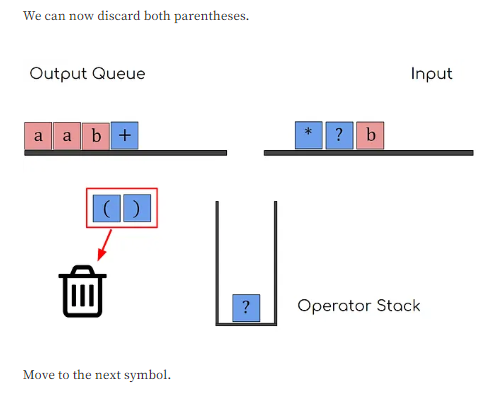 We can now discard both parentheses.
Output Queue Input
a a b + * ? b
( )
?
Operator Stack
Move to the next symbol.